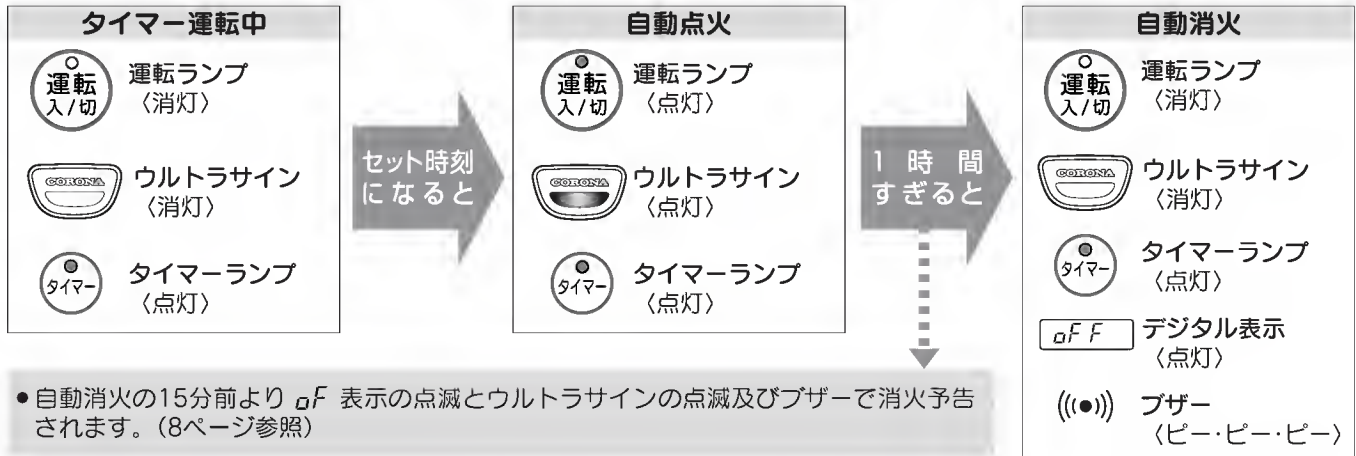 タイマー運転中
運転
入/切
運転ランプ
〈消灯〉
CORONA
ウルトラサイン
〈消灯〉
タイマー
タイマーランプ
〈点灯〉
セット時刻
になると
自動点火
運転
入/切
運転ランプ
〈点灯〉
CORONA
ウルトラサイン
〈点灯〉
タイマー
タイマーランプ
〈点灯〉
1時間
すぎると
自動消火
運転
入/切
運転ランプ
〈消灯〉
CORONA
ウルトラサイン
〈消灯〉
タイマー
タイマーランプ
〈点灯〉
oFF
デジタル表示
〈点灯〉
ブザー
〈ピー・ピー・ピー〉
●自動消火の15分前より oF 表示の点滅とウルトラサインの点滅及びブザーで消火予告
されます。(8ページ参照)